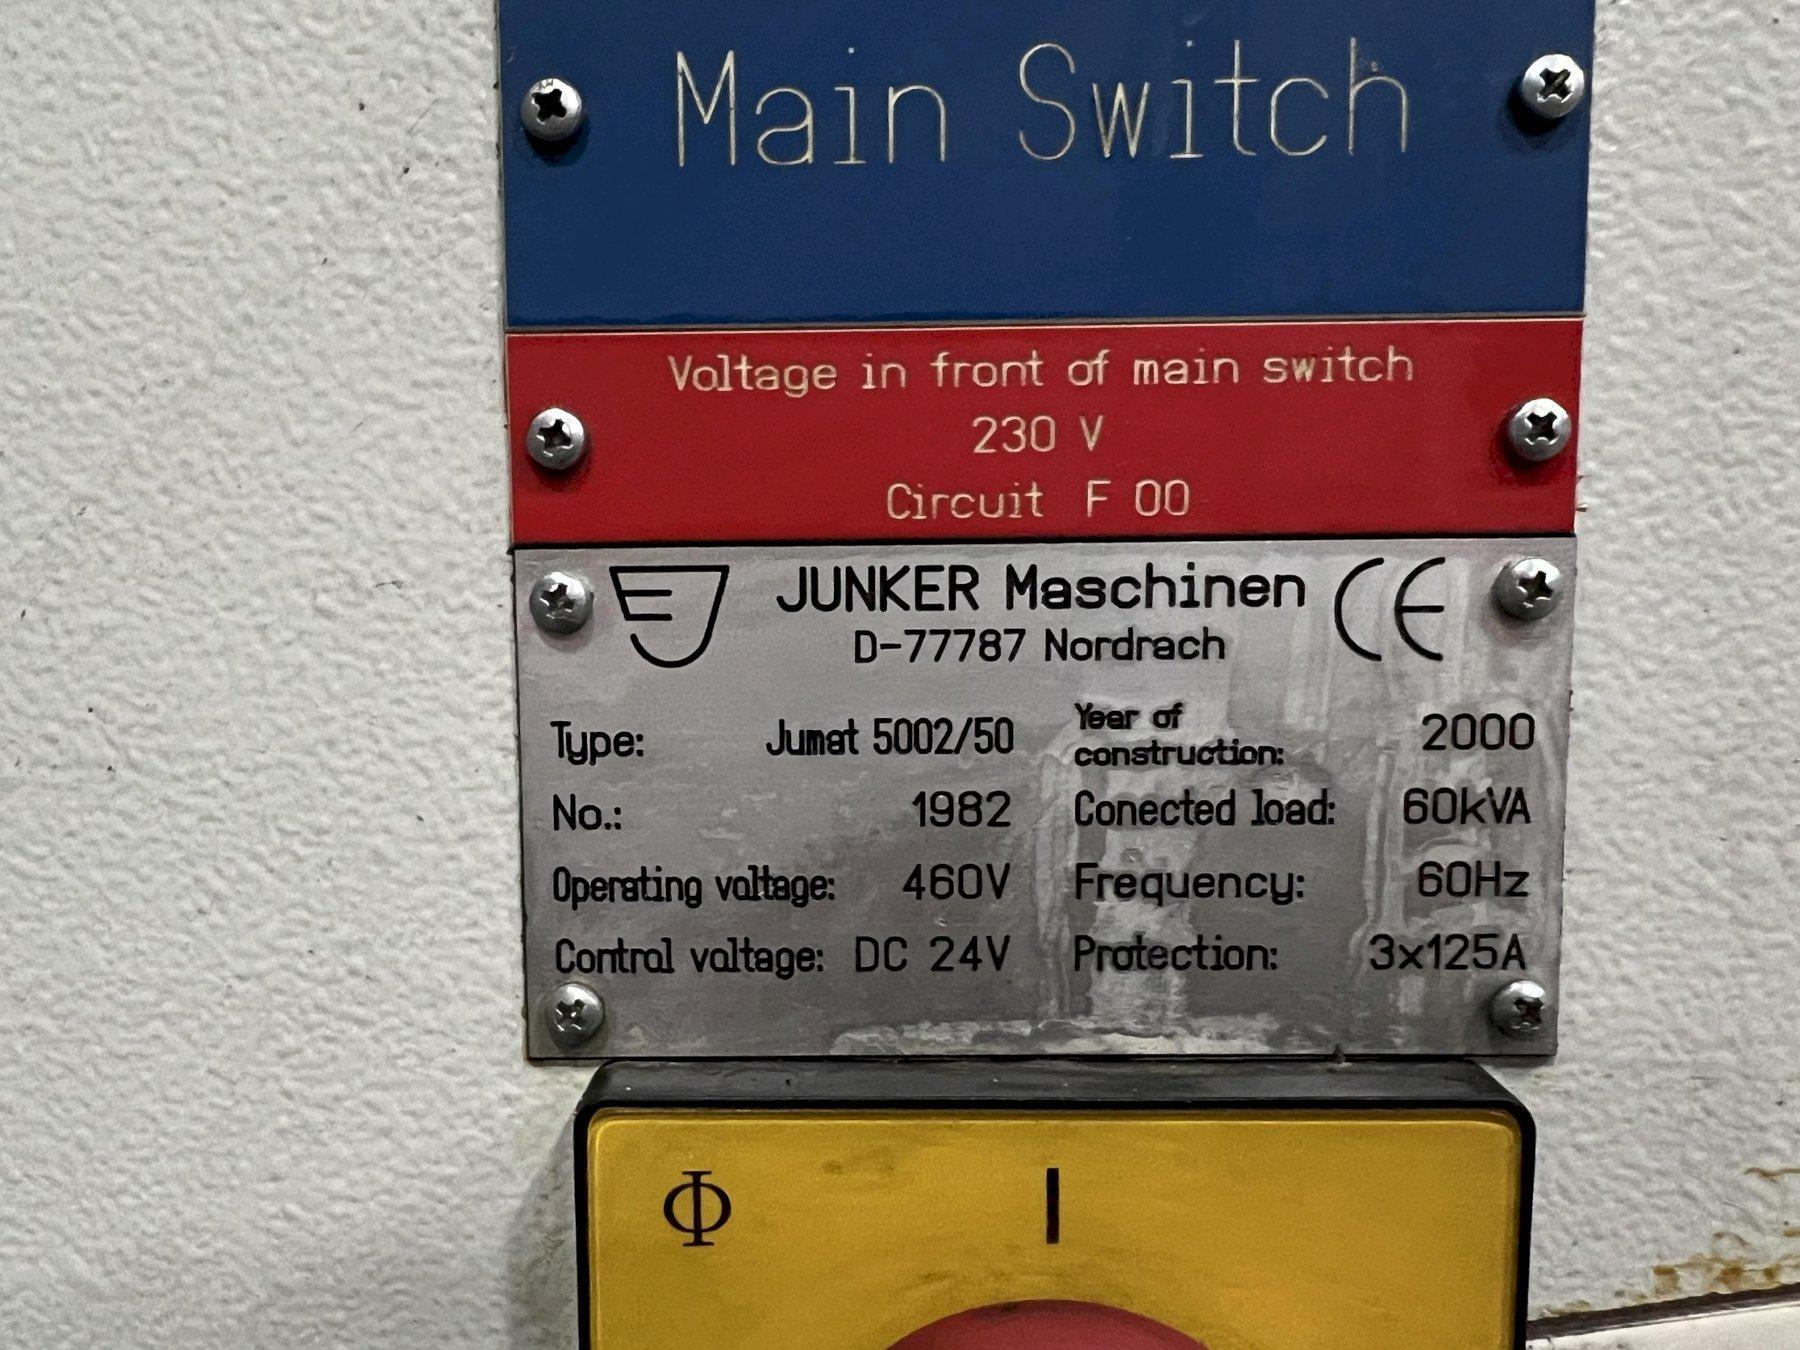 Main Switch
Voltage in front of main switch
230 V
Circuit F 00
EJ JUNKER Maschinen CE
D-77787 Nordrach
Type: Jumat 5002/50 Year of construction: 2000
No.: 1982 Conected load: 60kVA
Operating voltage: 460V Frequency: 60Hz
Control voltage: DC 24V Protection: 3x125A
Φ I